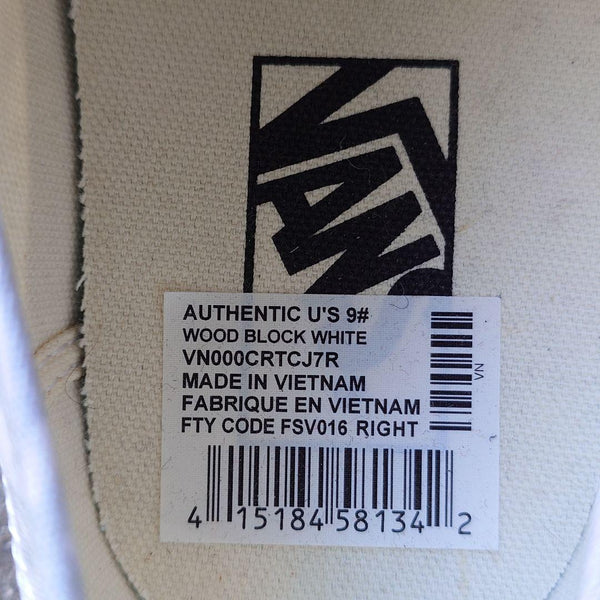 VANS
AUTHENTIC U'S 9#
WOOD BLOCK WHITE
VN000CRTCJ7R
MADE IN VIETNAM
FABRIQUE EN VIETNAM
FTY CODE FSV016 RIGHT
VN
4 15184 58134 2